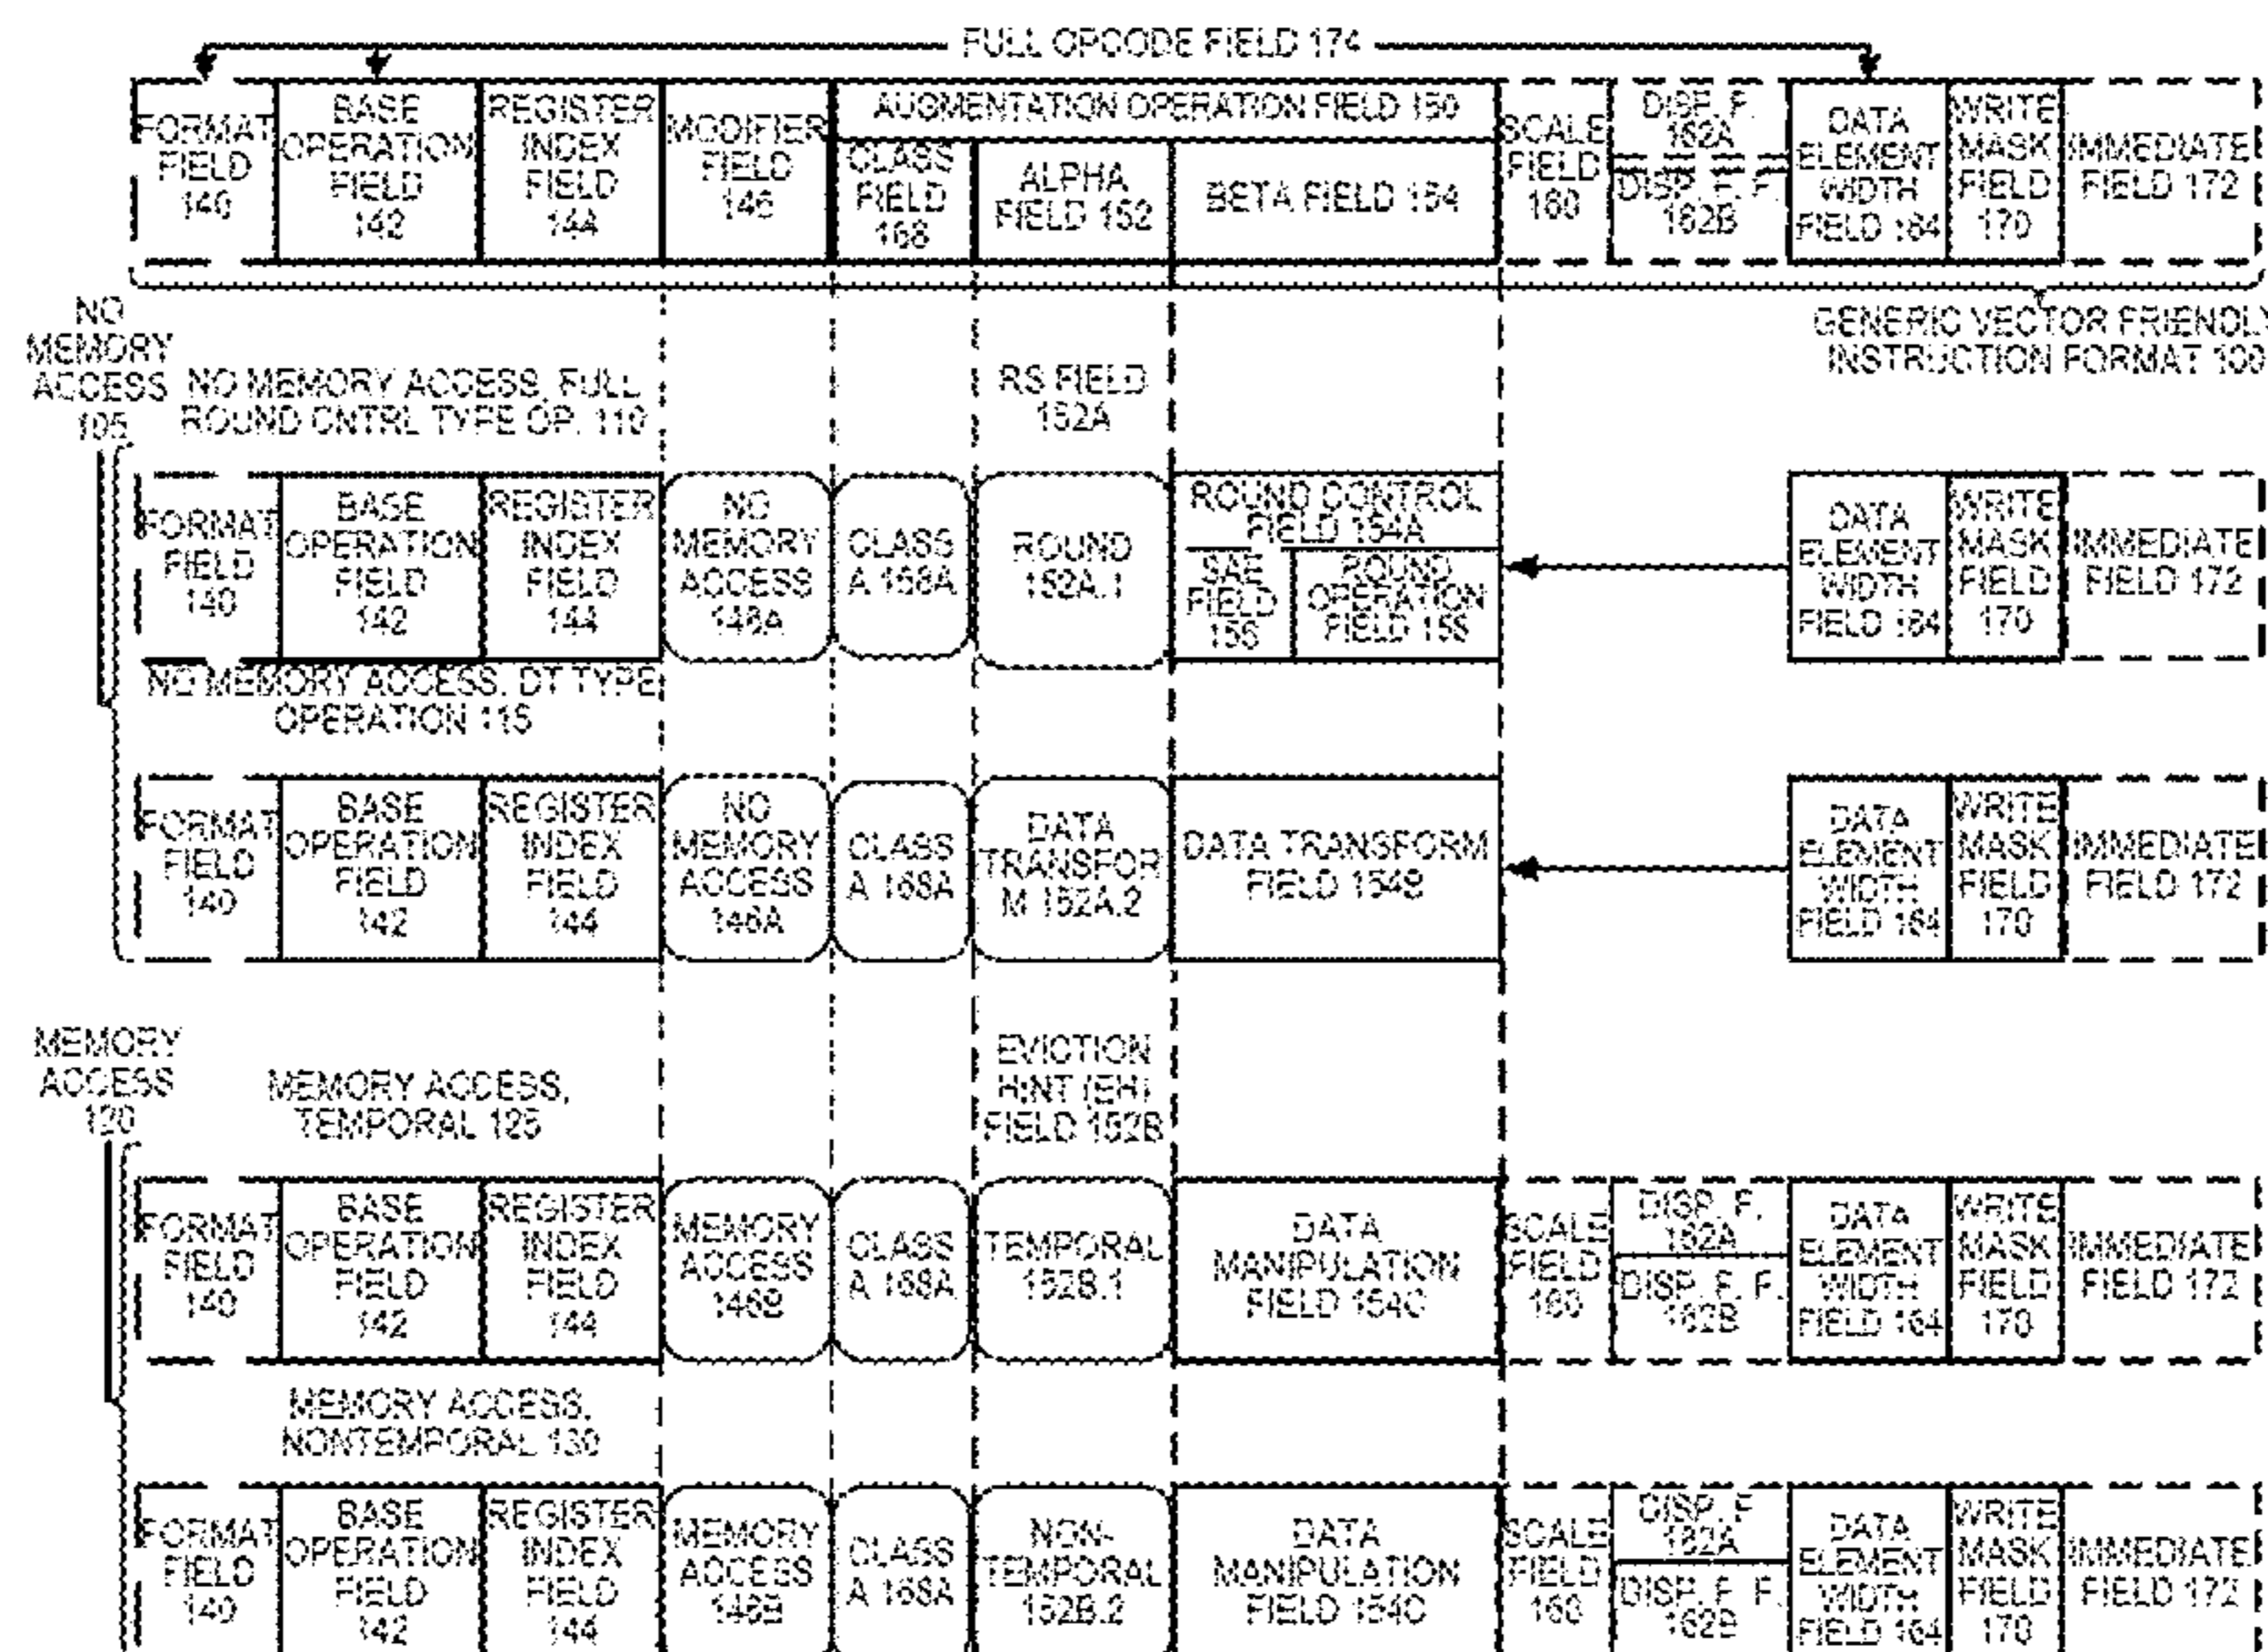 FULL OPCODE FIELD 174
FORMAT
FIELD
140
BASE
OPERATION
FIELD
142
REGISTER
INDEX
FIELD
144
MODIFIER
FIELD
146
AUGMENTATION OPERATION FIELD 150
CLASS
FIELD
168
ALPHA
FIELD 152
BETA FIELD 154
SCALE
FIELD
160
DISP. F.
162A
DISP. F. F.
162B
DATA
ELEMENT
WIDTH
FIELD 164
WRITE
MASK
FIELD
170
IMMEDIATE
FIELD 172
GENERIC VECTOR FRIENDLY
INSTRUCTION FORMAT 100
NO
MEMORY
ACCESS
105
NO MEMORY ACCESS, FULL
ROUND CNTRL TYPE OP. 110
RS FIELD
152A
FORMAT
FIELD
140
BASE
OPERATION
FIELD
142
REGISTER
INDEX
FIELD
144
NO
MEMORY
ACCESS
146A
CLASS
A 168A
ROUND
152A.1
ROUND CONTROL
FIELD 154A
SAE
FIELD
156
ROUND
OPERATION
FIELD 158
DATA
ELEMENT
WIDTH
FIELD 164
WRITE
MASK
FIELD
170
IMMEDIATE
FIELD 172
NO MEMORY ACCESS, DT TYPE
OPERATION 115
FORMAT
FIELD
140
BASE
OPERATION
FIELD
142
REGISTER
INDEX
FIELD
144
NO
MEMORY
ACCESS
146A
CLASS
A 168A
DATA
TRANSFOR
M 152A.2
DATA TRANSFORM
FIELD 154B
DATA
ELEMENT
WIDTH
FIELD 164
WRITE
MASK
FIELD
170
IMMEDIATE
FIELD 172
MEMORY
ACCESS
120
MEMORY ACCESS,
TEMPORAL 125
EVICTION
HINT (EH)
FIELD 152B
FORMAT
FIELD
140
BASE
OPERATION
FIELD
142
REGISTER
INDEX
FIELD
144
MEMORY
ACCESS
146B
CLASS
A 168A
TEMPORAL
152B.1
DATA
MANIPULATION
FIELD 154C
SCALE
FIELD
160
DISP. F.
162A
DISP. F. F.
162B
DATA
ELEMENT
WIDTH
FIELD 164
WRITE
MASK
FIELD
170
IMMEDIATE
FIELD 172
MEMORY ACCESS,
NONTEMPORAL 130
FORMAT
FIELD
140
BASE
OPERATION
FIELD
142
REGISTER
INDEX
FIELD
144
MEMORY
ACCESS
146B
CLASS
A 168A
NON-
TEMPORAL
152B.2
DATA
MANIPULATION
FIELD 154C
SCALE
FIELD
160
DISP. F.
162A
DISP. F. F.
162B
DATA
ELEMENT
WIDTH
FIELD 164
WRITE
MASK
FIELD
170
IMMEDIATE
FIELD 172